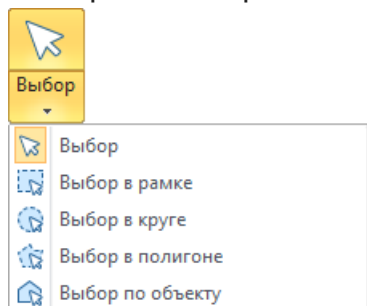 Выбор
Выбор
Выбор в рамке
Выбор в круге
Выбор в полигоне
Выбор по объекту